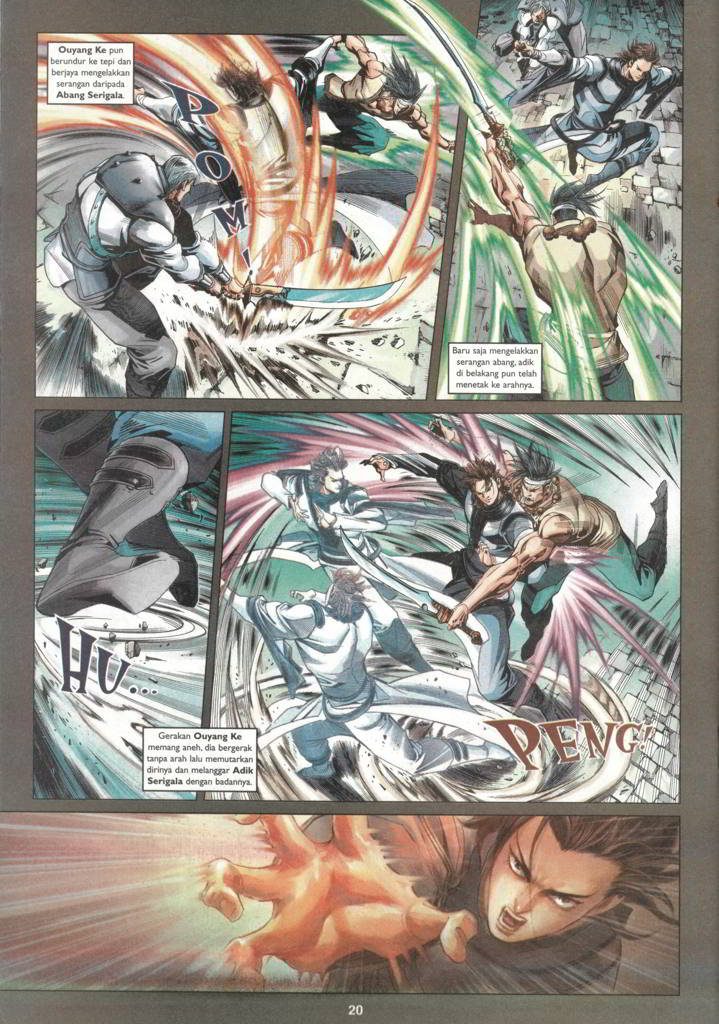 Ouyang Ke pun
berundur ke tepi dan
berjaya mengelakkan
serangan daripada
Abang Serigala.
POM!
Baru saja mengelakkan
serangan abang, adik
di belakang pun telah
menetak ke arahnya.
HU...
Gerakan Ouyang Ke
memang aneh, dia bergerak
tanpa arah lalu memutarkan
dirinya dan melanggar Adik
Serigala dengan badannya.
PENG!
20